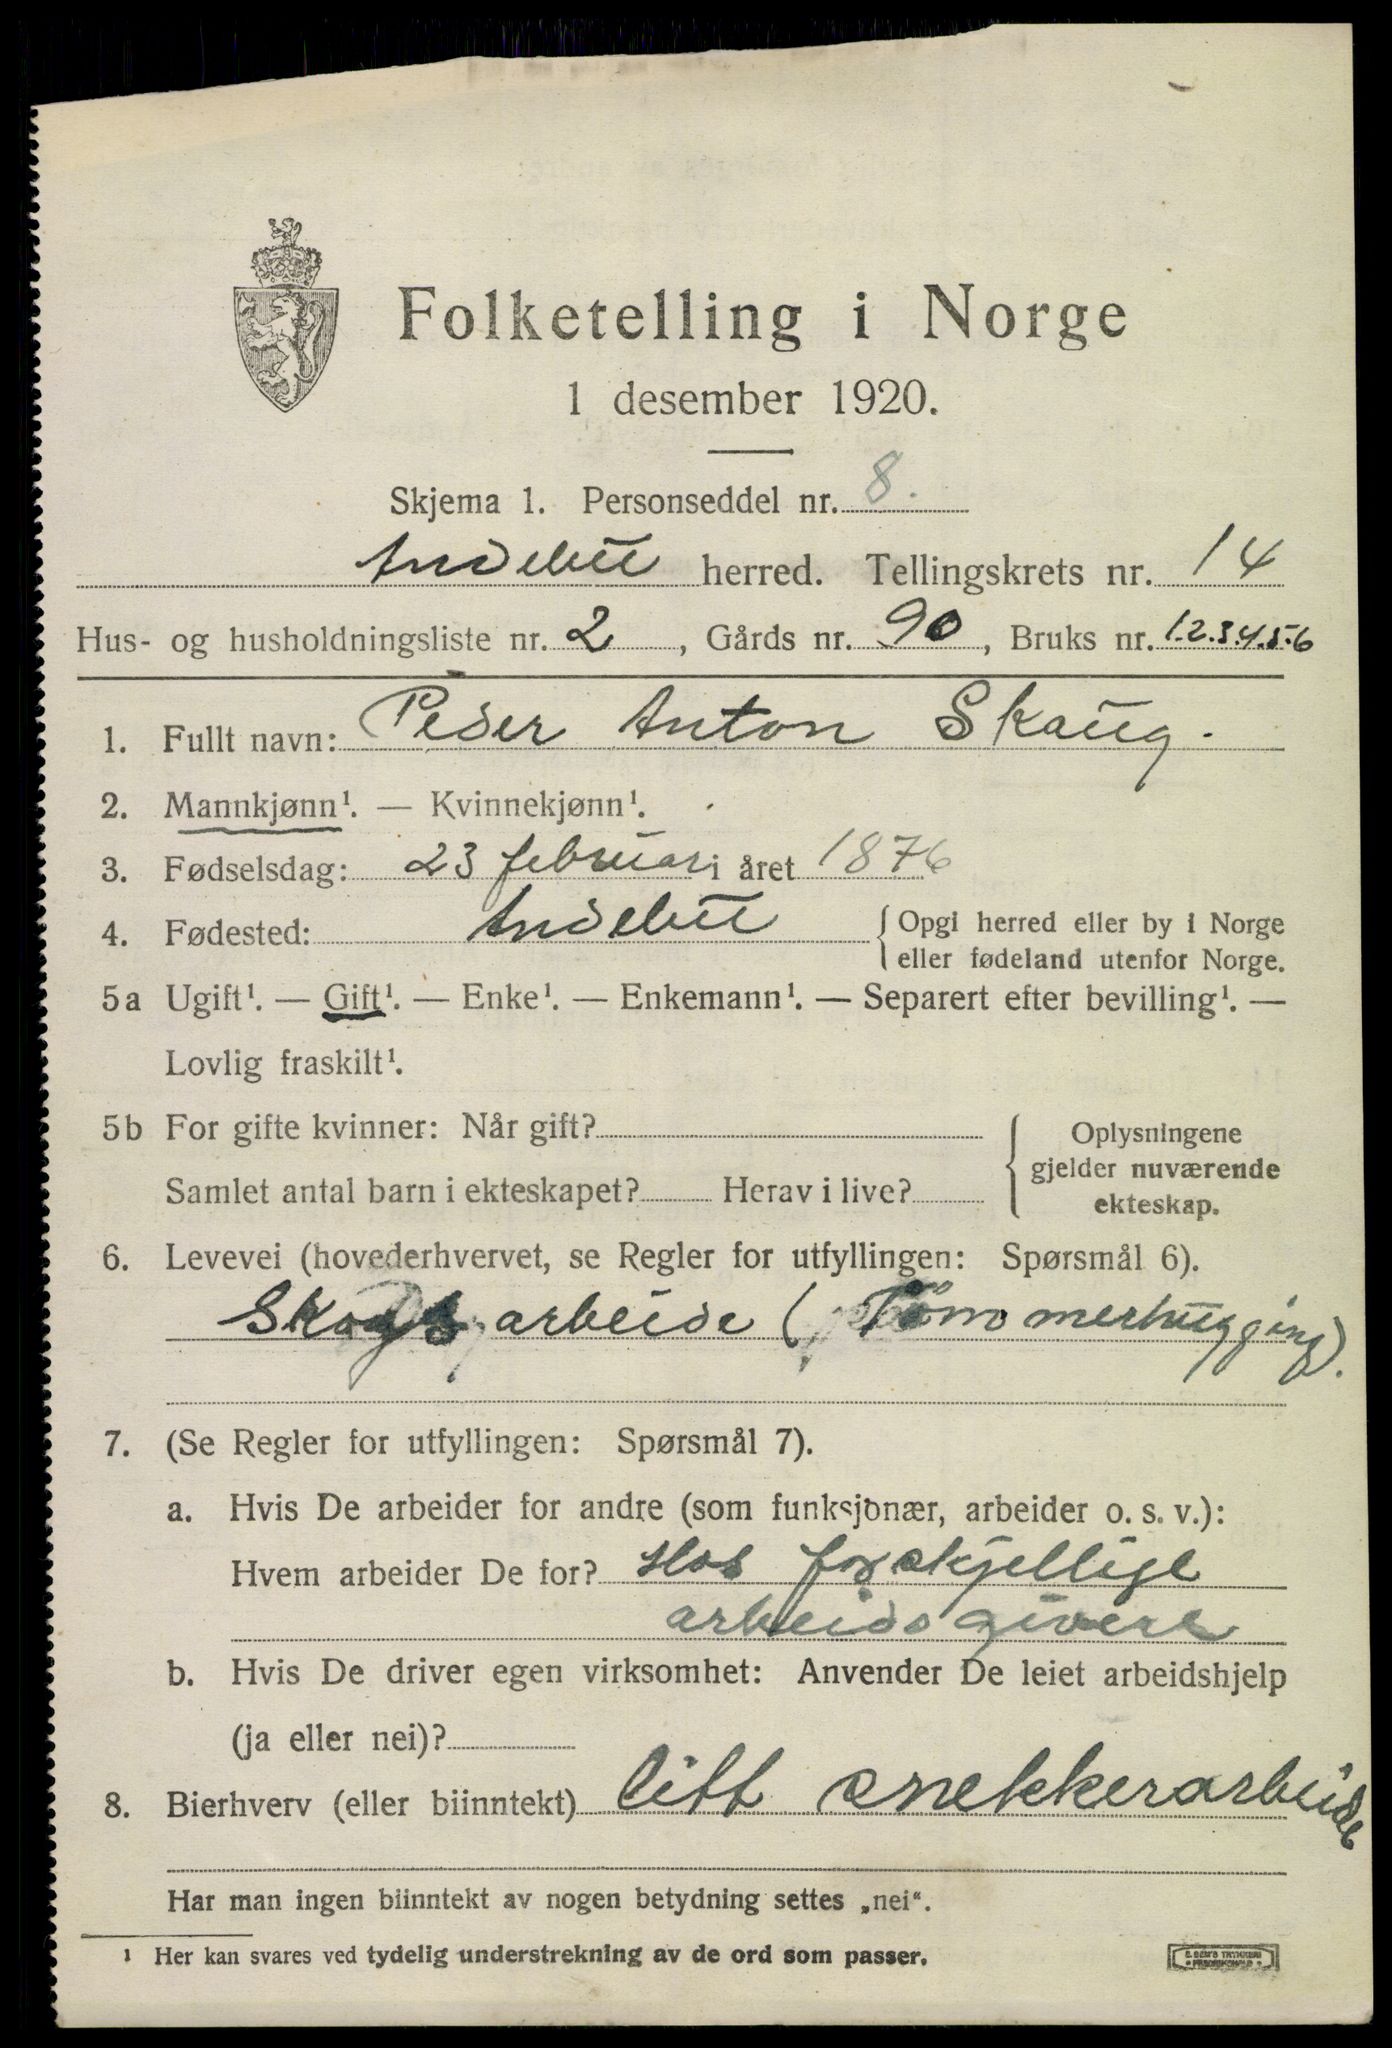 Folketelling i Norge
1 desember 1920.
Skjema 1. Personseddel nr. 8.
Andebu herred. Tellingskrets nr. 14
Hus- og husholdningsliste nr. 2, Gårds nr. 90, Bruks nr. 1.2.3.4.5.6
1. Fullt navn: Peder Anton Skaug.
2. Mannkjønn¹. — Kvinnekjønn¹.
3. Fødselsdag: 23 februar i året 1876
4. Fødested: Andebu { Opgi herred eller by i Norge
eller fødeland utenfor Norge.
5a Ugift¹. — Gift¹. — Enke¹. — Enkemann¹. — Separert efter bevilling¹. —
Lovlig fraskilt¹.
5b For gifte kvinner: Når gift?
Samlet antal barn i ekteskapet? Herav i live?
Oplysningene
gjelder nuværende
ekteskap.
6. Levevei (hovederhvervet, se Regler for utfyllingen: Spørsmål 6).
Skogsarbeide (Tømmerhugging).
7. (Se Regler for utfyllingen: Spørsmål 7).
a. Hvis De arbeider for andre (som funksjonær, arbeider o. s. v.):
Hvem arbeider De for? Hos forskjellige
arbeidsgivere
b. Hvis De driver egen virksomhet: Anvender De leiet arbeidshjelp
(ja eller nei)?
8. Bierhverv (eller biinntekt) litt snekkerarbeide
Har man ingen biinntekt av nogen betydning settes „nei“.
¹ Her kan svares ved tydelig understrekning av de ord som passer.